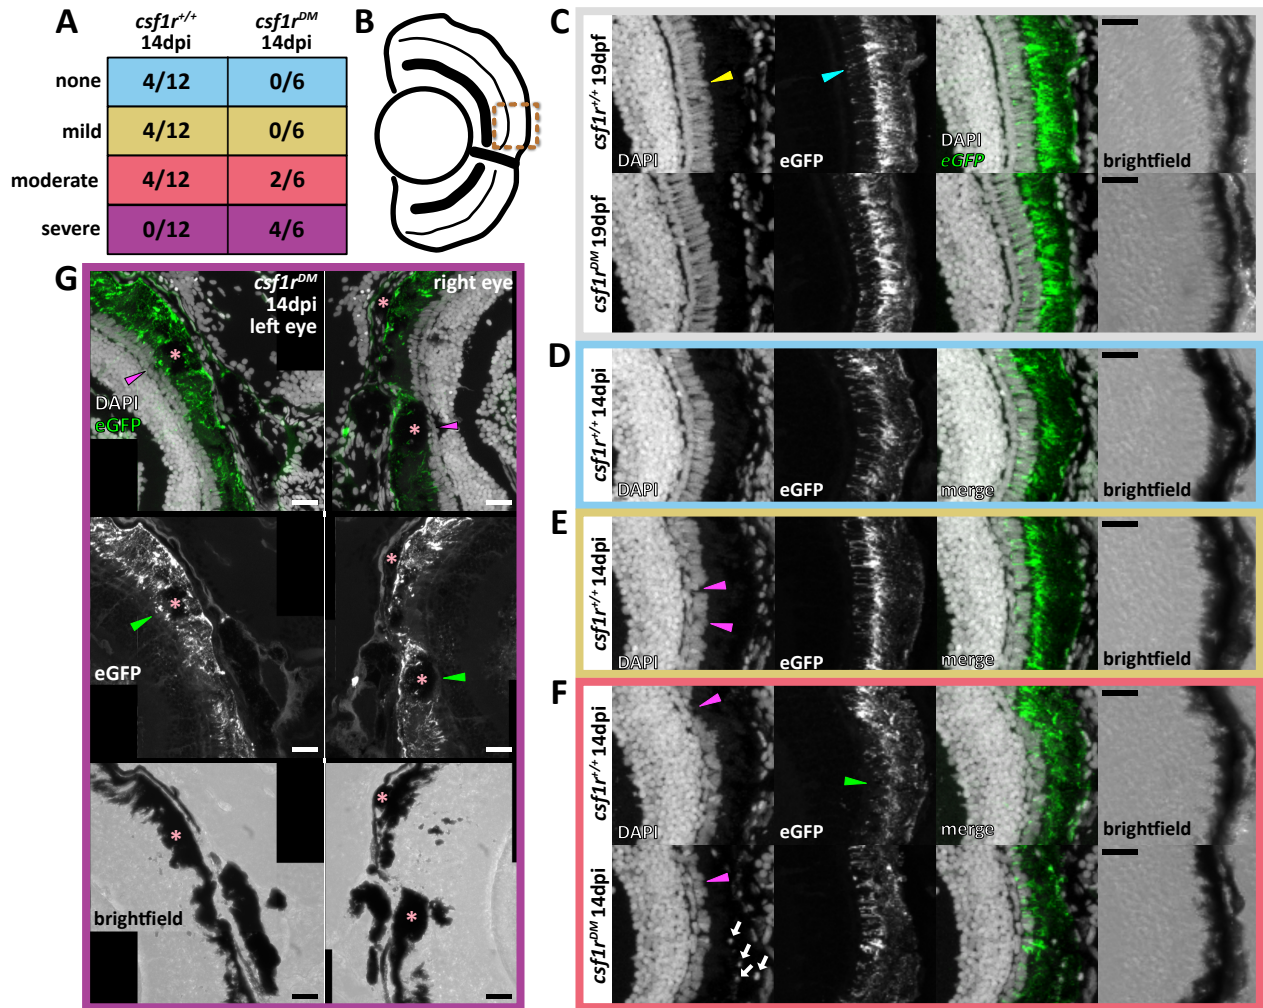 A
csf1r+/+
14dpi
csf1rDM
14dpi
none
4/12
0/6
mild
4/12
0/6
moderate
4/12
2/6
severe
0/12
4/6
B
C
csf1r+/+ 19dpf
DAPI
eGFP
DAPI
eGFP
brightfield
csf1rDM 19dpf
D
csf1r+/+ 14dpi
DAPI
eGFP
merge
brightfield
E
csf1r+/+ 14dpi
DAPI
eGFP
merge
brightfield
F
csf1r+/+ 14dpi
DAPI
eGFP
merge
brightfield
csf1rDM 14dpi
G
csf1rDM
14dpi
left eye
right eye
*
*
*
*
DAPI
eGFP
*
*
*
*
eGFP
*
*
*
brightfield